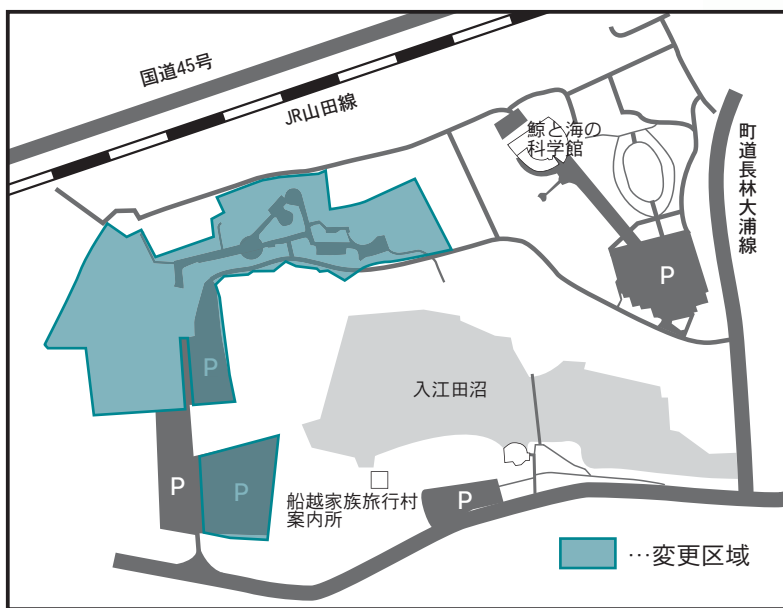 国道45号
JR山田線
鯨と海の
科学館
町道長林大浦線
P
P
入江田沼
P
P
P
船越家族旅行村
案内所
…変更区域